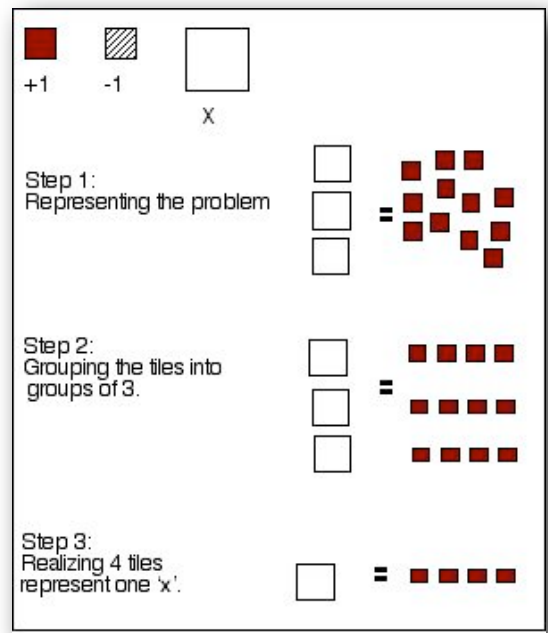 +1
-1
X
Step 1:
Representing the problem
=
Step 2:
Grouping the tiles into
groups of 3.
=
Step 3:
Realizing 4 tiles
represent one ‘x’.
=